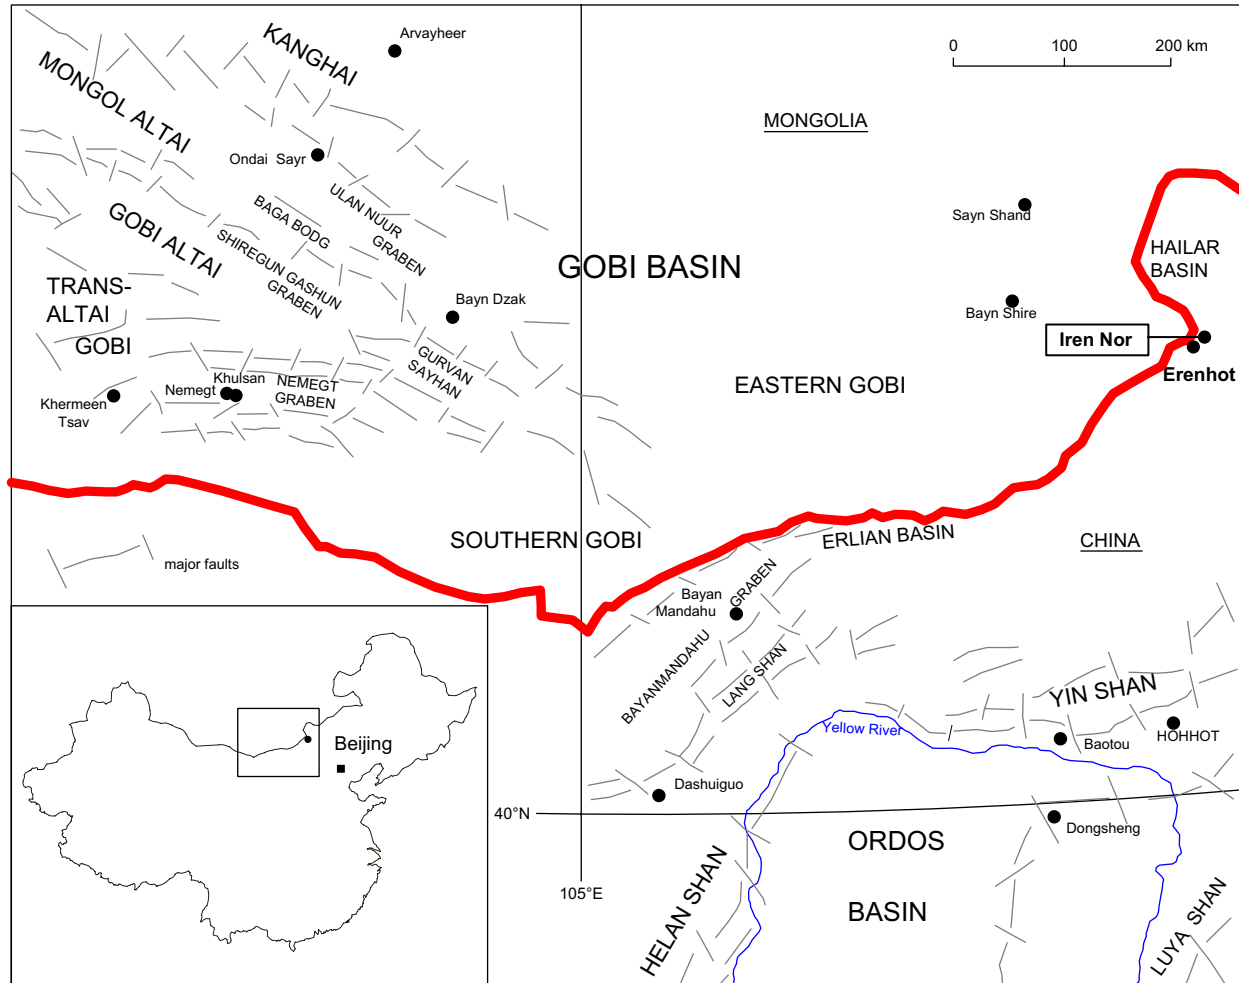 Arvayheer
KANGHAI
0 100 200 km
MONGOL ALTAI
MONGOLIA
Ondai Sayr
ULAN NUUR
GRABEN
BAGA BODG
GOBI ALTAI
SHIREGUN GASHUN
GRABEN
Sayn Shand
HAILAR
BASIN
GOBI BASIN
TRANS-
ALTAI
GOBI
Bayn Dzak
Bayn Shire
Iren Nor
Erenhot
GURVAN
SAYHAN
EASTERN GOBI
Khulsan
Nemegt
NEMEGT
GRABEN
Khermeen
Tsav
SOUTHERN GOBI
ERLIAN BASIN
CHINA
major faults
Bayan
Mandahu
BAYANMANDAHU GRABEN
LANG SHAN
YIN SHAN
Yellow River
Baotou
HOHHOT
Beijing
Dashuiguo
40°N
Dongsheng
ORDOS
BASIN
105°E
HELAN SHAN
LUYA SHAN